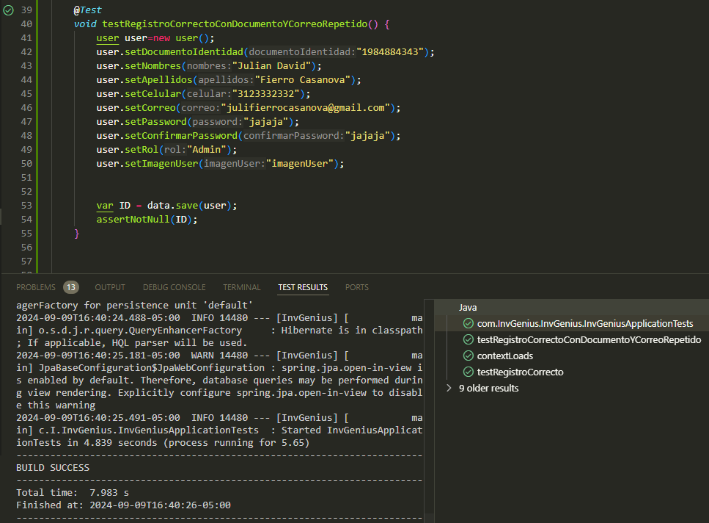 39 @Test
40 void testRegistroCorrectoConDocumentoYCorreoRepetido() {
41 user user=new user();
42 user.setDocumentoIdentidad(documentoIdentidad:"1984884343");
43 user.setNombres(nombres:"Julian David");
44 user.setApellidos(apellidos:"Fierro Casanova");
45 user.setCelular(celular:"3123332332");
46 user.setCorreo(correo:"julifierrocasanova@gmail.com");
47 user.setPassword(password:"jajaja");
48 user.setConfirmarPassword(confirmarPassword:"jajaja");
49 user.setRol(rol:"Admin");
50 user.setImagenUser(imagenUser:"imagenUser");
51
52
53 var ID = data.save(user);
54 assertNotNull(ID);
55 }
56
57
PROBLEMS 13 OUTPUT DEBUG CONSOLE TERMINAL TEST RESULTS PORTS
agerFactory for persistence unit 'default'
2024-09-09T16:40:24.488-05:00 INFO 14480 --- [InvGenius] [ ma
in] o.s.d.j.r.query.QueryEnhancerFactory : Hibernate is in classpath
; If applicable, HQL parser will be used.
2024-09-09T16:40:25.181-05:00 WARN 14480 --- [InvGenius] [ ma
in] JpaBaseConfiguration$JpaWebConfiguration : spring.jpa.open-in-view i
s enabled by default. Therefore, database queries may be performed durin
g view rendering. Explicitly configure spring.jpa.open-in-view to disabl
e this warning
2024-09-09T16:40:25.491-05:00 INFO 14480 --- [InvGenius] [ ma
in] c.I.InvGenius.InvGeniusApplicationTests : Started InvGeniusApplicat
ionTests in 4.839 seconds (process running for 5.65)
------------------------------------------------------------------------
BUILD SUCCESS
------------------------------------------------------------------------
Total time: 7.983 s
Finished at: 2024-09-09T16:40:26-05:00
------------------------------------------------------------------------
Java
com.InvGenius.InvGenius.InvGeniusApplicationTests
testRegistroCorrectoConDocumentoYCorreoRepetido
contextLoads
testRegistroCorrecto
9 older results